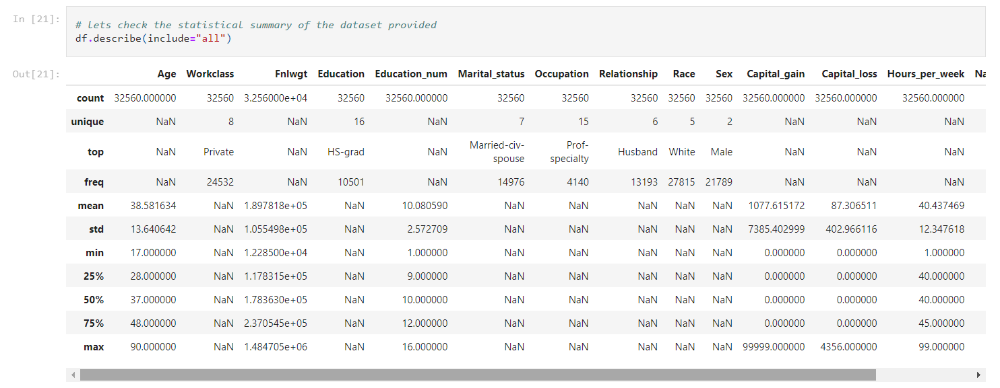 In [21]:
# lets check the statistical summary of the dataset provided
df.describe(include="all")
Out[21]:
Age Workclass Fnlwgt Education Education_num Marital_status Occupation Relationship Race Sex Capital_gain Capital_loss Hours_per_week Na
count 32560.000000 32560 3.256000e+04 32560 32560.000000 32560 32560 32560 32560 32560 32560.000000 32560.000000 32560.000000
unique NaN 8 NaN 16 NaN 7 15 6 5 2 NaN NaN NaN
top NaN Private NaN HS-grad NaN Married-civ-spouse Prof-specialty Husband White Male NaN NaN NaN
freq NaN 24532 NaN 10501 NaN 14976 4140 13193 27815 21789 NaN NaN NaN
mean 38.581634 NaN 1.897818e+05 NaN 10.080590 NaN NaN NaN NaN NaN 1077.615172 87.306511 40.437469
std 13.640642 NaN 1.055498e+05 NaN 2.572709 NaN NaN NaN NaN NaN 7385.402999 402.966116 12.347618
min 17.000000 NaN 1.228500e+04 NaN 1.000000 NaN NaN NaN NaN NaN 0.000000 0.000000 1.000000
25% 28.000000 NaN 1.178315e+05 NaN 9.000000 NaN NaN NaN NaN NaN 0.000000 0.000000 40.000000
50% 37.000000 NaN 1.783630e+05 NaN 10.000000 NaN NaN NaN NaN NaN 0.000000 0.000000 40.000000
75% 48.000000 NaN 2.370545e+05 NaN 12.000000 NaN NaN NaN NaN NaN 0.000000 0.000000 45.000000
max 90.000000 NaN 1.484705e+06 NaN 16.000000 NaN NaN NaN NaN NaN 99999.000000 4356.000000 99.000000